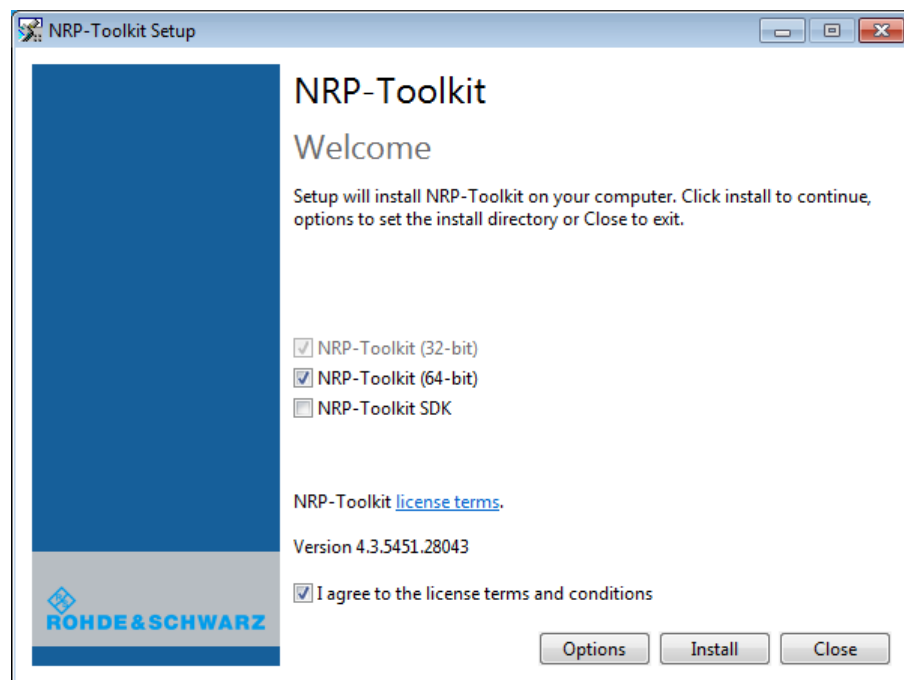 NRP-Toolkit Setup
NRP-Toolkit
Welcome
Setup will install NRP-Toolkit on your computer. Click install to continue,
options to set the install directory or Close to exit.
NRP-Toolkit (32-bit)
NRP-Toolkit (64-bit)
NRP-Toolkit SDK
NRP-Toolkit license terms.
Version 4.3.5451.28043
I agree to the license terms and conditions
ROHDE&SCHWARZ
Options Install Close